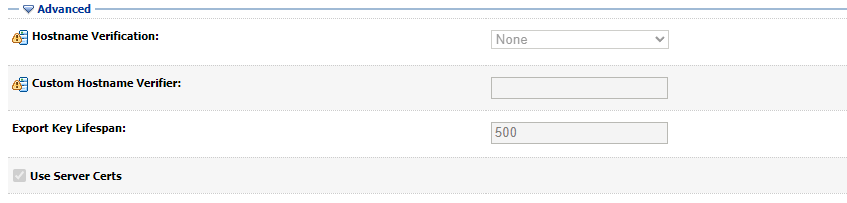 Advanced
Hostname Verification:
None
Custom Hostname Verifier:
Export Key Lifespan:
500
Use Server Certs